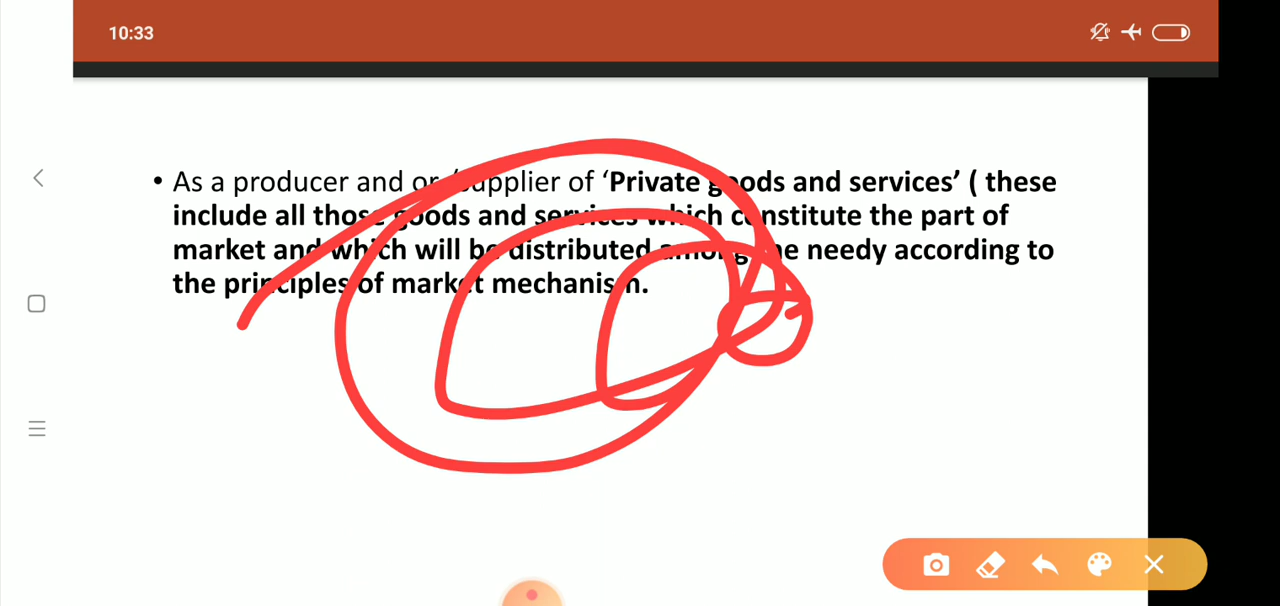 10:33
• As a producer and or supplier of ‘Private goods and services’ ( these
include all those goods and services which constitute the part of
market and which will be distributed among the needy according to
the principles of market mechanism.